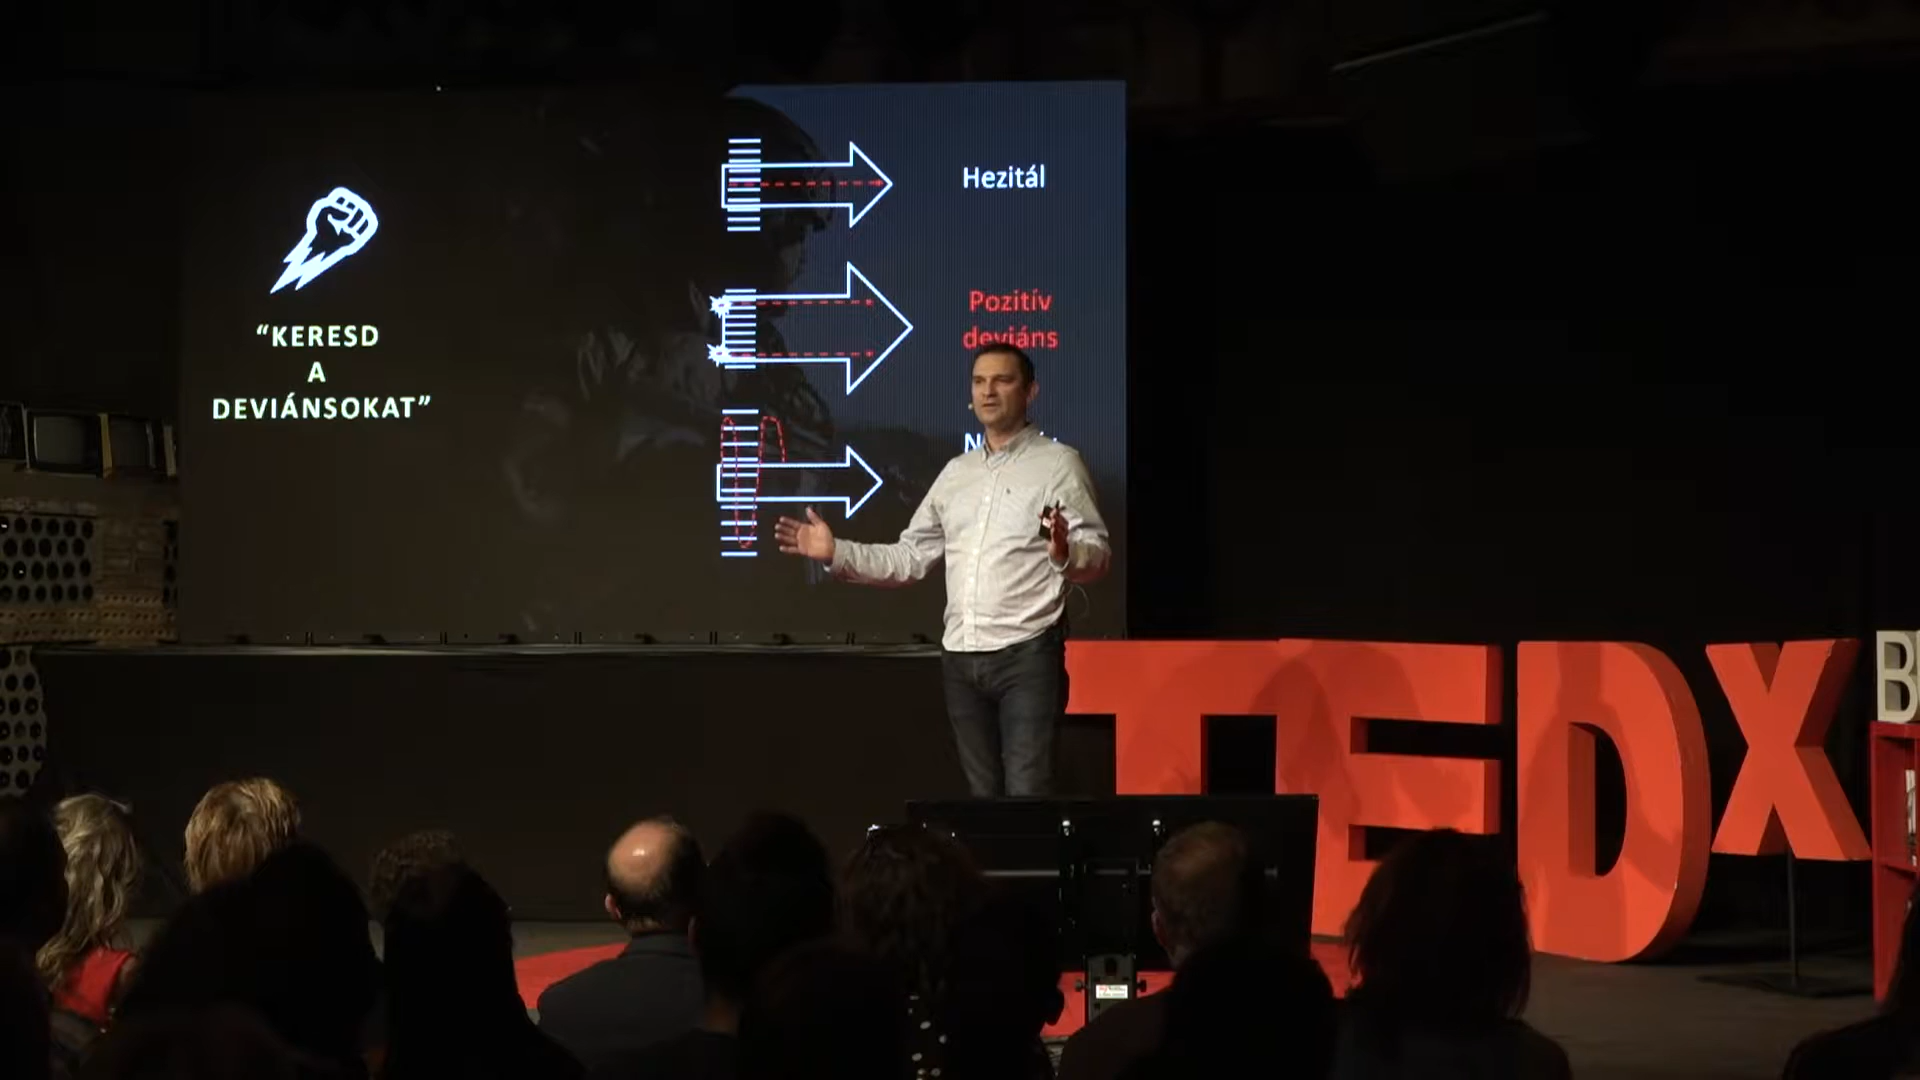 “KERESD
A
DEVIÁNSOKAT”
Hezitál
Pozitív
deviáns
TEDX